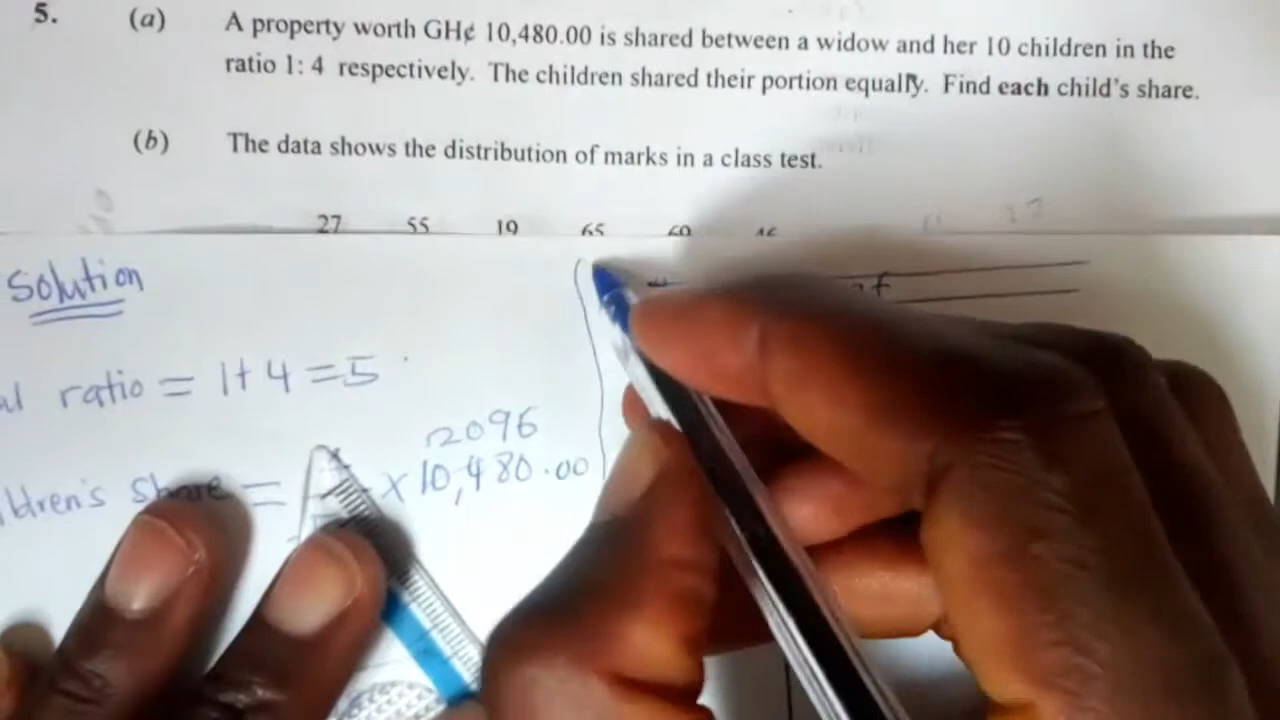 5. (a) A property worth GH¢ 10,480.00 is shared between a widow and her 10 children in the
ratio 1: 4 respectively. The children shared their portion equally. Find each child's share.
(b) The data shows the distribution of marks in a class test.
27 55 19 65
Solution
ratio = 1+4=5
2096
Share = × 10,480.00